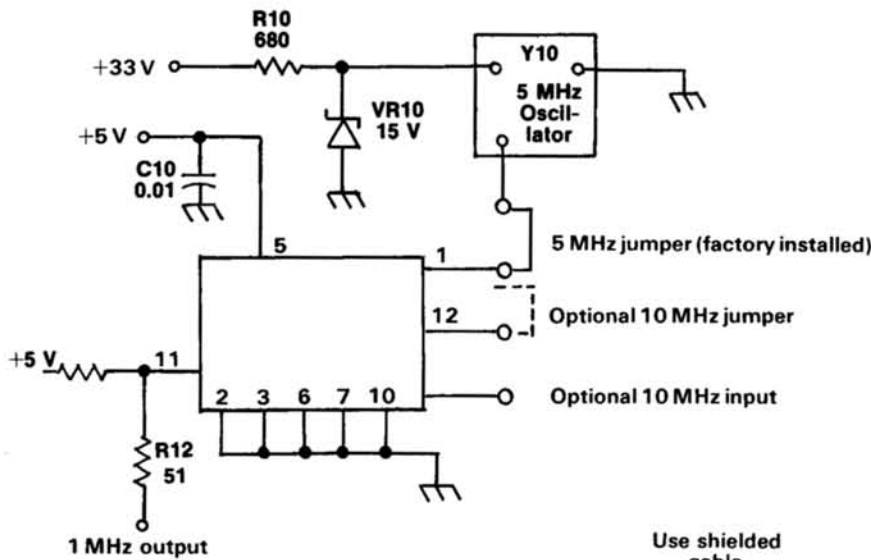 R10
680
+33 V
Y10
5 MHz
Oscil-
lator
VR10
15 V
+5 V
C10
0.01
5
1
5 MHz jumper (factory installed)
12
Optional 10 MHz jumper
+5 V
11
2 3 6 7 10
Optional 10 MHz input
R12
51
1 MHz output
Use shielded
cable